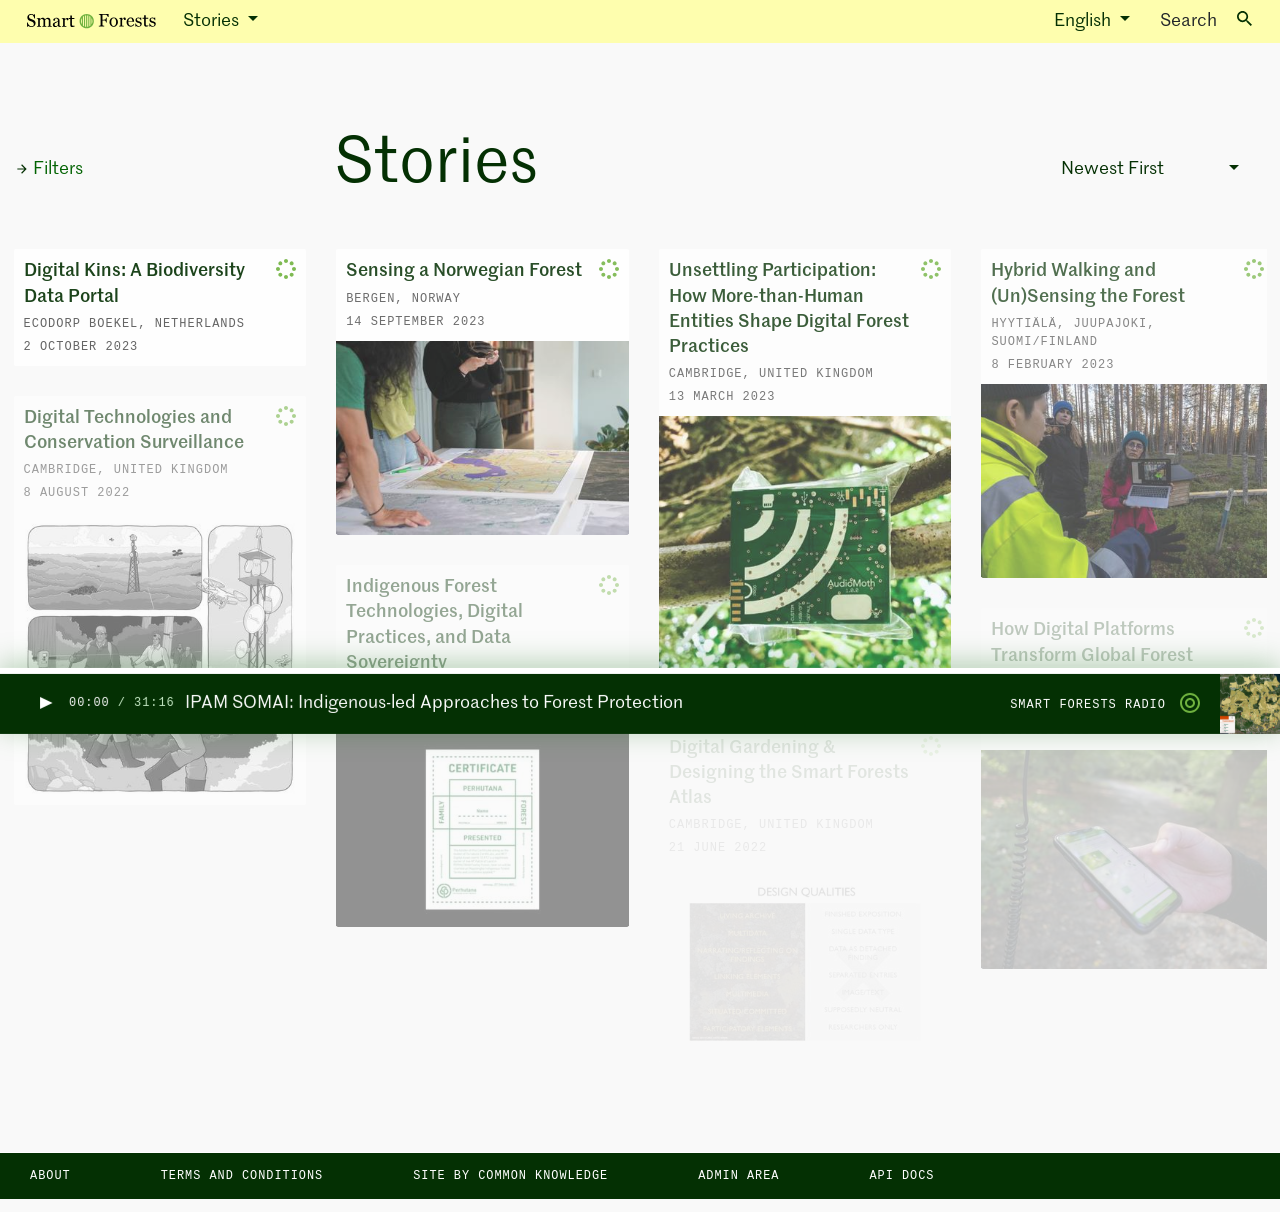 Smart Forests
Stories
English
Search
Filters
Stories
Newest First
Digital Kins: A Biodiversity
Data Portal
ECODORP BOEKEL, NETHERLANDS
2 OCTOBER 2023
Sensing a Norwegian Forest
BERGEN, NORWAY
14 SEPTEMBER 2023
Unsettling Participation:
How More-than-Human
Entities Shape Digital Forest
Practices
CAMBRIDGE, UNITED KINGDOM
13 MARCH 2023
AudioMoth
1.0.0
Hybrid Walking and
(Un)Sensing the Forest
HYYTIÄLÄ, JUUPAJOKI,
SUOMI/FINLAND
8 FEBRUARY 2023
Digital Technologies and
Conservation Surveillance
CAMBRIDGE, UNITED KINGDOM
8 AUGUST 2022
Indigenous Forest
Technologies, Digital
Practices, and Data
Sovereignty
How Digital Platforms
Transform Global Forest
00:00 / 31:16
IPAM SOMAI: Indigenous-led Approaches to Forest Protection
SMART FORESTS RADIO
CERTIFICATE
PERHUTANA
Name
FAMILY
FOREST
PRESENTED
Perhutana
Digital Gardening &
Designing the Smart Forests
Atlas
CAMBRIDGE, UNITED KINGDOM
21 JUNE 2022
DESIGN QUALITIES
ABOUT
TERMS AND CONDITIONS
SITE BY COMMON KNOWLEDGE
ADMIN AREA
API DOCS